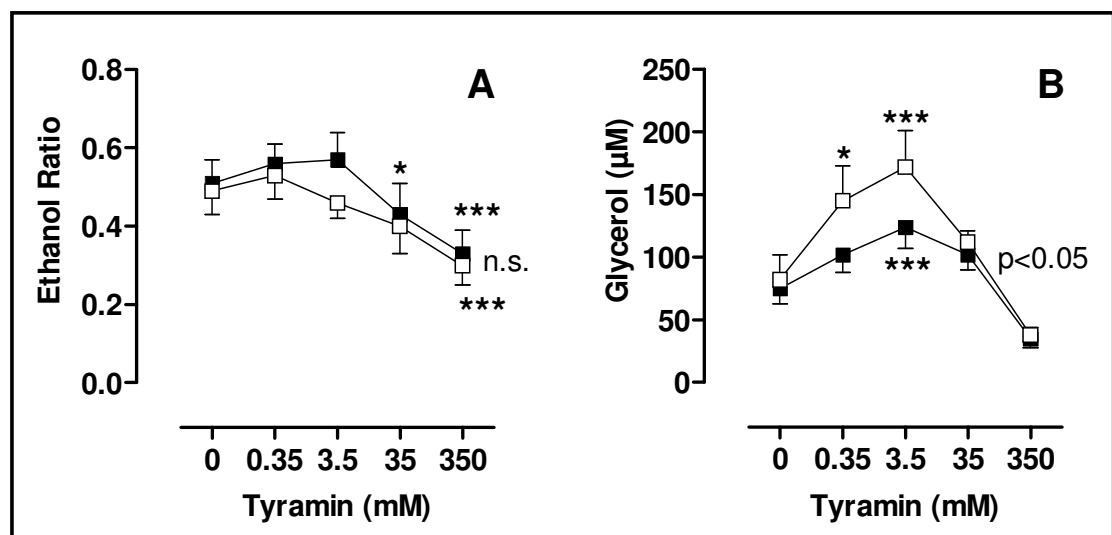 A
Ethanol Ratio
0.8
0.6
0.4
0.2
0.0
*
***
n.s.
***
0 0.35 3.5 35 350
Tyramin (mM)
B
Glycerol (µM)
250
200
150
100
50
0
*
***
***
p<0.05
0 0.35 3.5 35 350
Tyramin (mM)